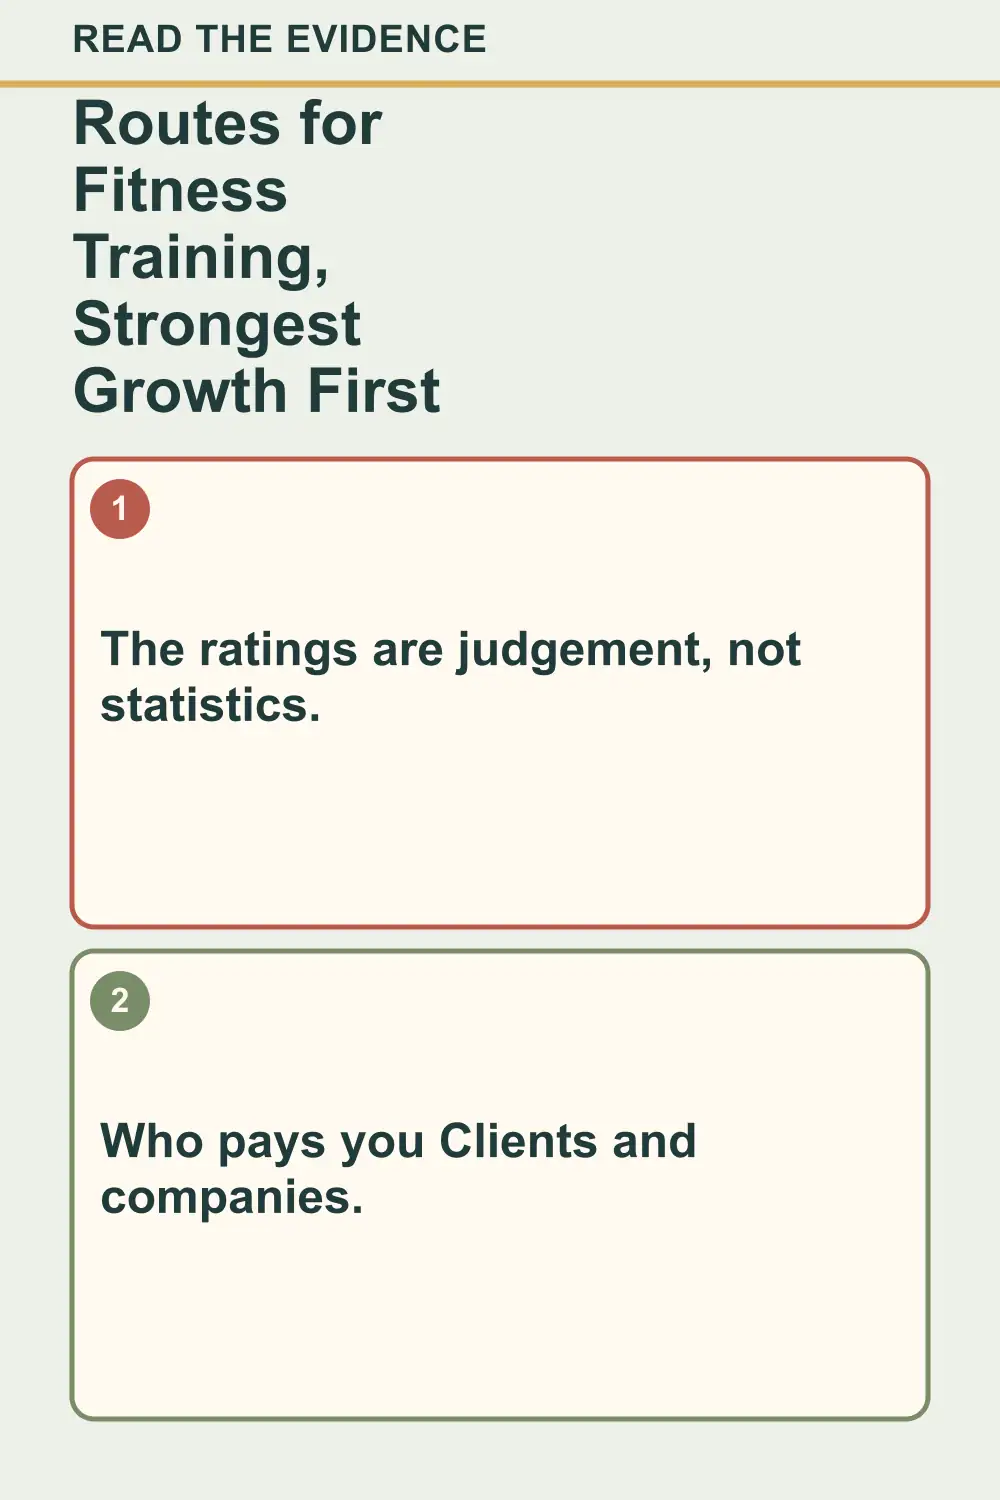 READ THE EVIDENCE
Routes for
Fitness
Training,
Strongest
Growth First
1
The ratings are judgement, not
statistics.
2
Who pays you Clients and
companies.